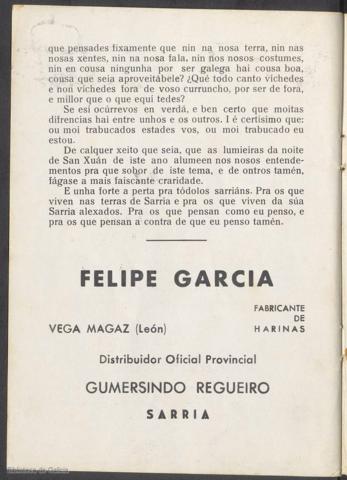 que pensades fixamente que nin na nosa terra, nin nas
nosas xentes, nin na nosa fala, nin nos nosos costumes,
nin en cousa ningunha por ser galega hai cousa boa,
cousa que seia aproveitábele? ¿Qué todo canto vichedes
e non vichedes fora de voso curruncho, por ser de fora,
e millor que o que equi tedes?
Se esi ocúrrevos en verdá, e ben certo que moitas
difrencias hai entre unhos e os outros. I é certisimo que:
ou moi trabucados estades vos, ou moi trabucado eu
estou.
De calquer xeito que seia, que as lumieiras da noite
de San Xuán de iste ano alumeen nos nosos entende-
mentos pra que sobor de iste tema, e de ontros tamén,
fágase a mais faiscante craridade.
E unha forte a perta pra tódolos sarriáns. Pra os que
viven nas terras de Sarria e pra os que viven da súa
Sarria alexados. Pra os que pensan como eu penso, e
pra os que pensan a contra de que eu penso tamén.
FELIPE GARCIA
VEGA MAGAZ (León)
FABRICANTE
DE
HARINAS
Distribuidor Oficial Provincial
GUMERSINDO REGUEIRO
SARRIA
Biblioteca de Galicia